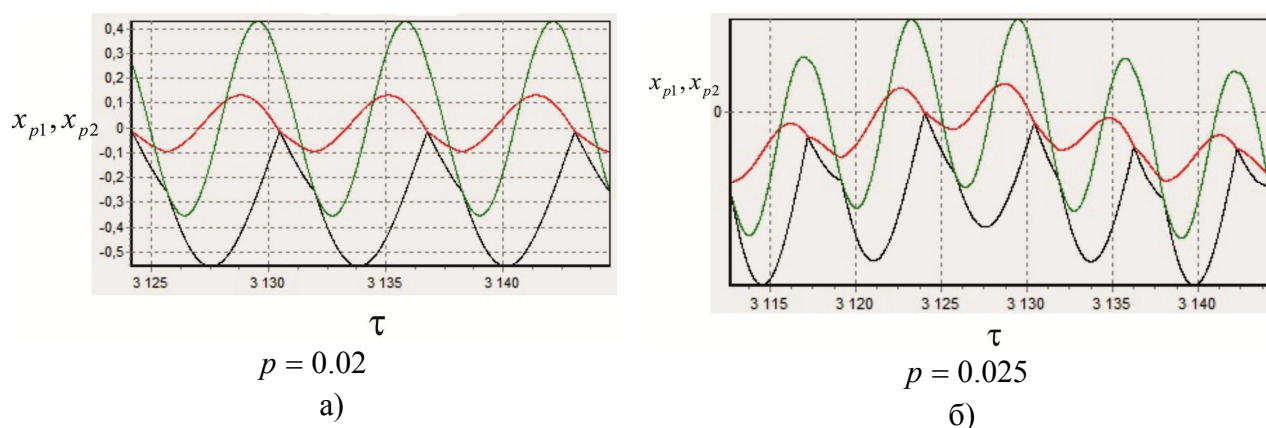 0,4
0,3
0,2
0,1
0
-0,1
-0,2
-0,3
-0,4
-0,5
x_{p1}, x_{p2}
3 125 3 130 3 135 3 140
τ
p = 0.02
а)
0
x_{p1}, x_{p2}
3 115 3 120 3 125 3 130 3 135 3 140
τ
p = 0.025
б)